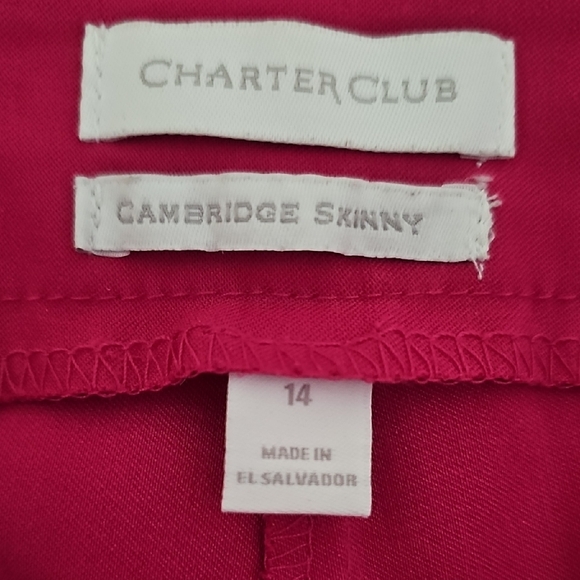 CHARTER CLUB
CAMBRIDGE SKINNY
14
MADE IN
EL SALVADOR